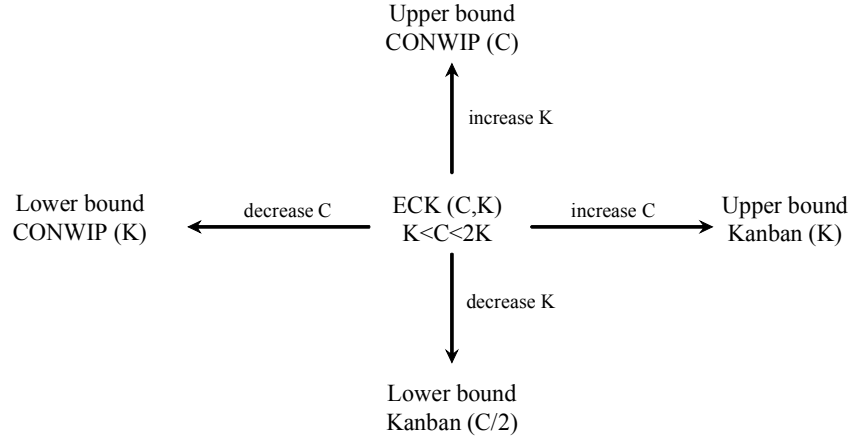 Upper bound
CONWIP (C)
increase K
Lower bound
CONWIP (K)
decrease C
ECK (C,K)
K<C<2K
increase C
Upper bound
Kanban (K)
decrease K
Lower bound
Kanban (C/2)